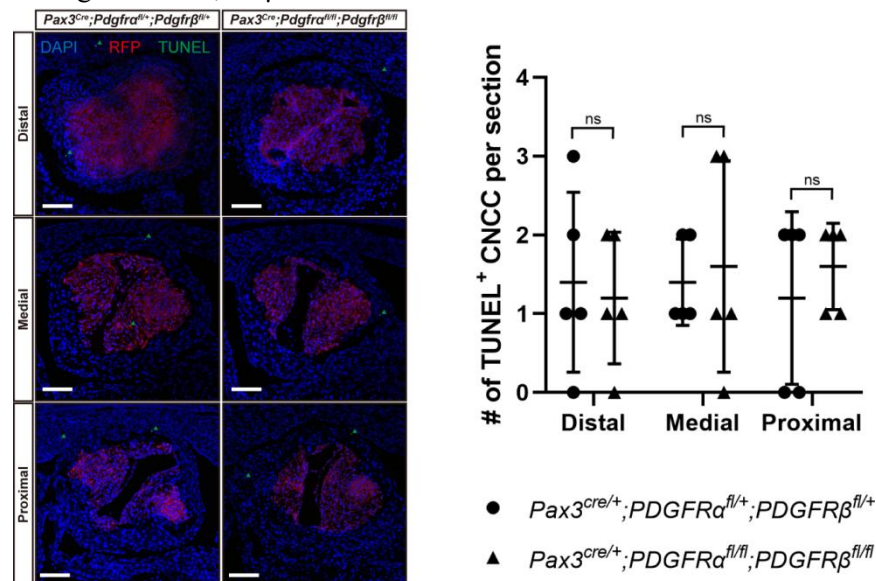 Pax3Cre;Pdgfrαfl/+;Pdgfrβfl/+
Pax3Cre;Pdgfrαfl/fl;Pdgfrβfl/fl
DAPI RFP TUNEL
Distal
Medial
Proximal
# of TUNEL+ CNCC per section
4
3
2
1
0
ns
ns
ns
Distal Medial Proximal
Pax3cre/+;PDGFRαfl/+;PDGFRβfl/+
Pax3cre/+;PDGFRαfl/fl;PDGFRβfl/fl